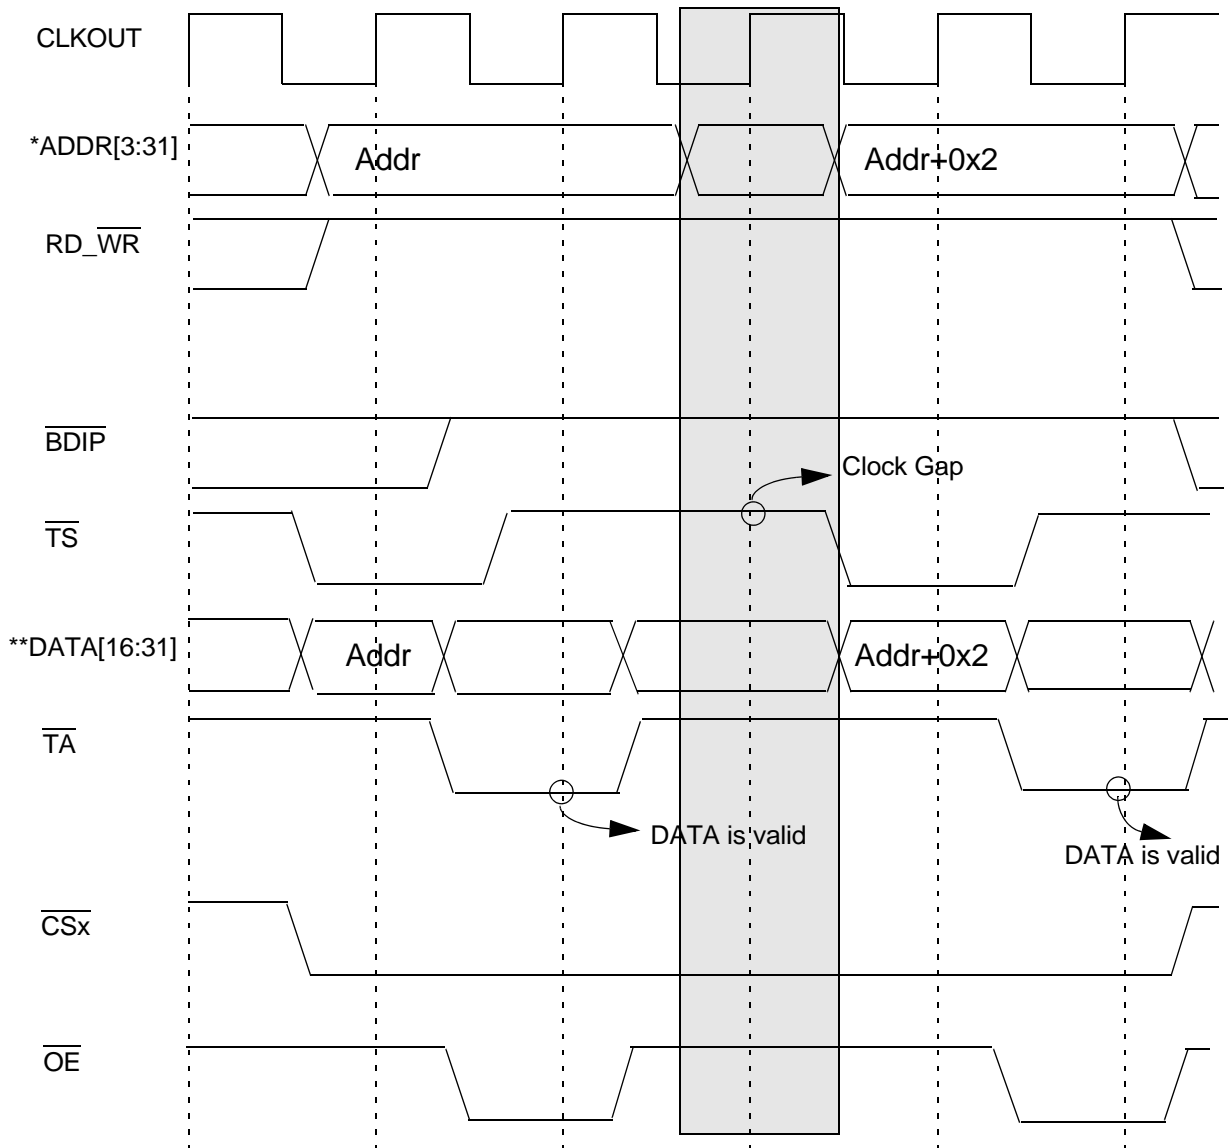 CLKOUT
*ADDR[3:31]
Addr
Addr+0x2
RD_WR
BDIP
Clock Gap
TS
**DATA[16:31]
Addr
Addr+0x2
TA
DATA is valid
DATA is valid
CSx
OE